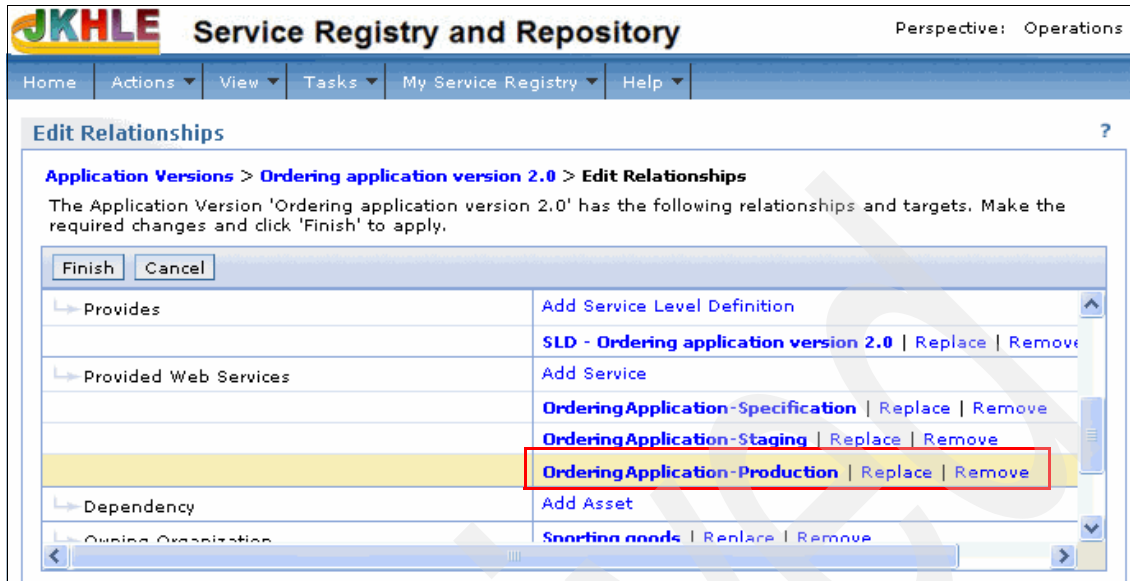 JKHLE Service Registry and Repository Perspective: Operations
Home Actions View Tasks My Service Registry Help
Edit Relationships ?
Application Versions > Ordering application version 2.0 > Edit Relationships
The Application Version 'Ordering application version 2.0' has the following relationships and targets. Make the
required changes and click 'Finish' to apply.
Finish Cancel
Provides Add Service Level Definition
SLD - Ordering application version 2.0 | Replace | Remove
Provided Web Services Add Service
OrderingApplication-Specification | Replace | Remove
OrderingApplication-Staging | Replace | Remove
OrderingApplication-Production | Replace | Remove
Dependency Add Asset
Owning Organization Sporting goods | Replace | Remove